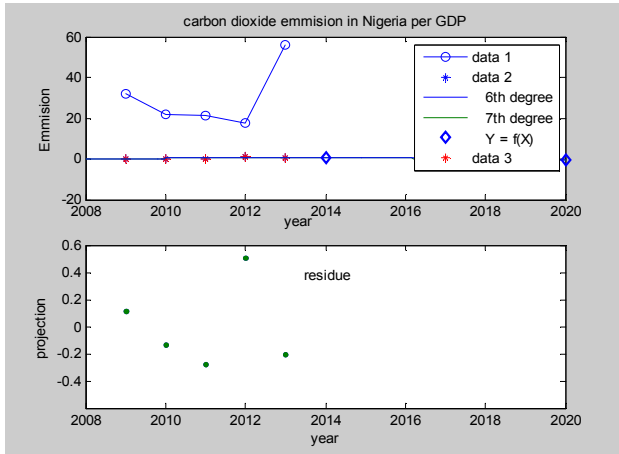 carbon dioxide emmision in Nigeria per GDP
60
40
20
0
-20
Emmision
data 1
data 2
6th degree
7th degree
Y = f(X)
data 3
2008 2010 2012 2014 2016 2018 2020
year
0.6
0.4
0.2
0
-0.2
-0.4
projection
residue
2008 2010 2012 2014 2016 2018 2020
year